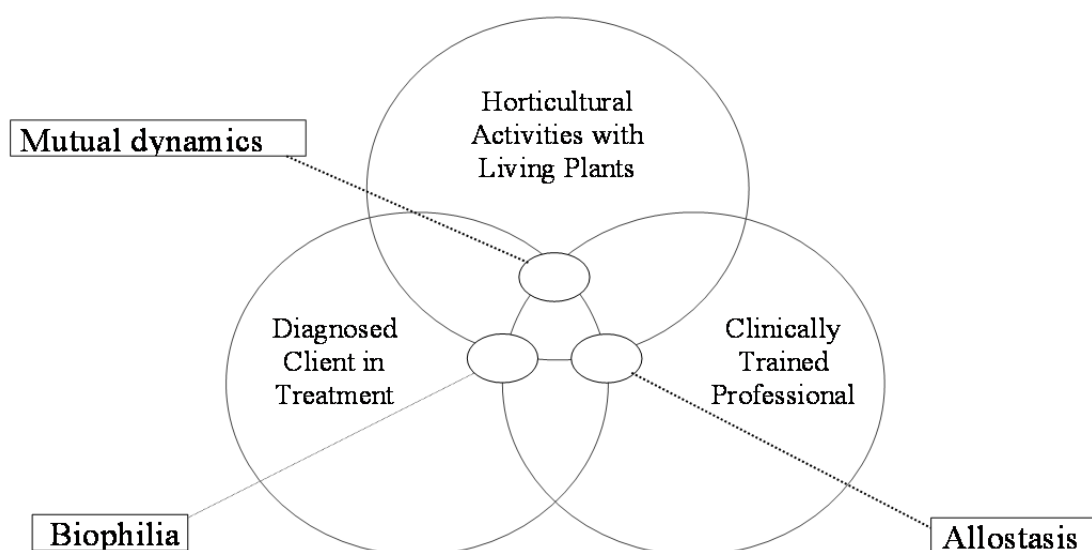 Horticultural
Activities with
Living Plants
Mutual dynamics
Diagnosed
Client in
Treatment
Clinically
Trained
Professional
Biophilia
Allostasis